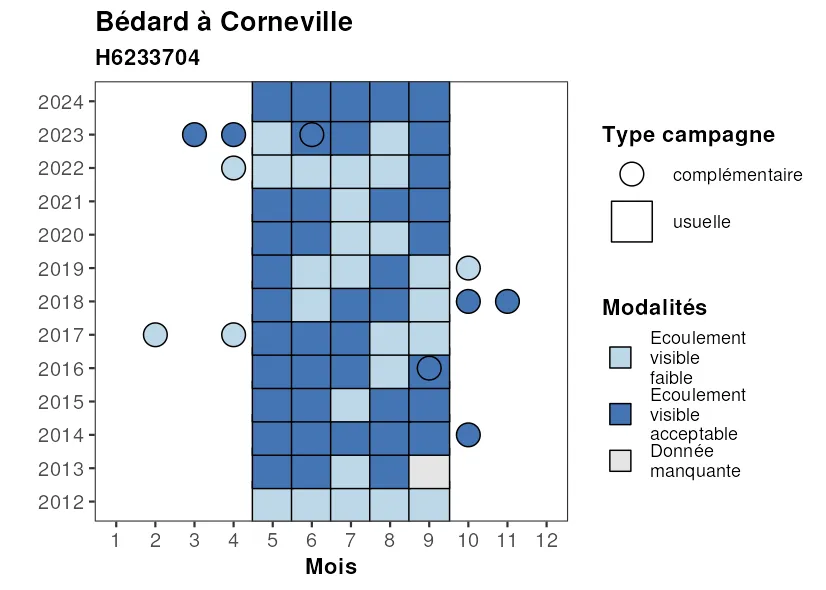 Bédard à Corneville
H6233704
2024
2023
2022
2021
2020
2019
2018
2017
2016
2015
2014
2013
2012
1 2 3 4 5 6 7 8 9 10 11 12
Mois
Type campagne
complémentaire
usuelle
Modalités
Ecoulement
visible
faible
Ecoulement
visible
acceptable
Donnée
manquante